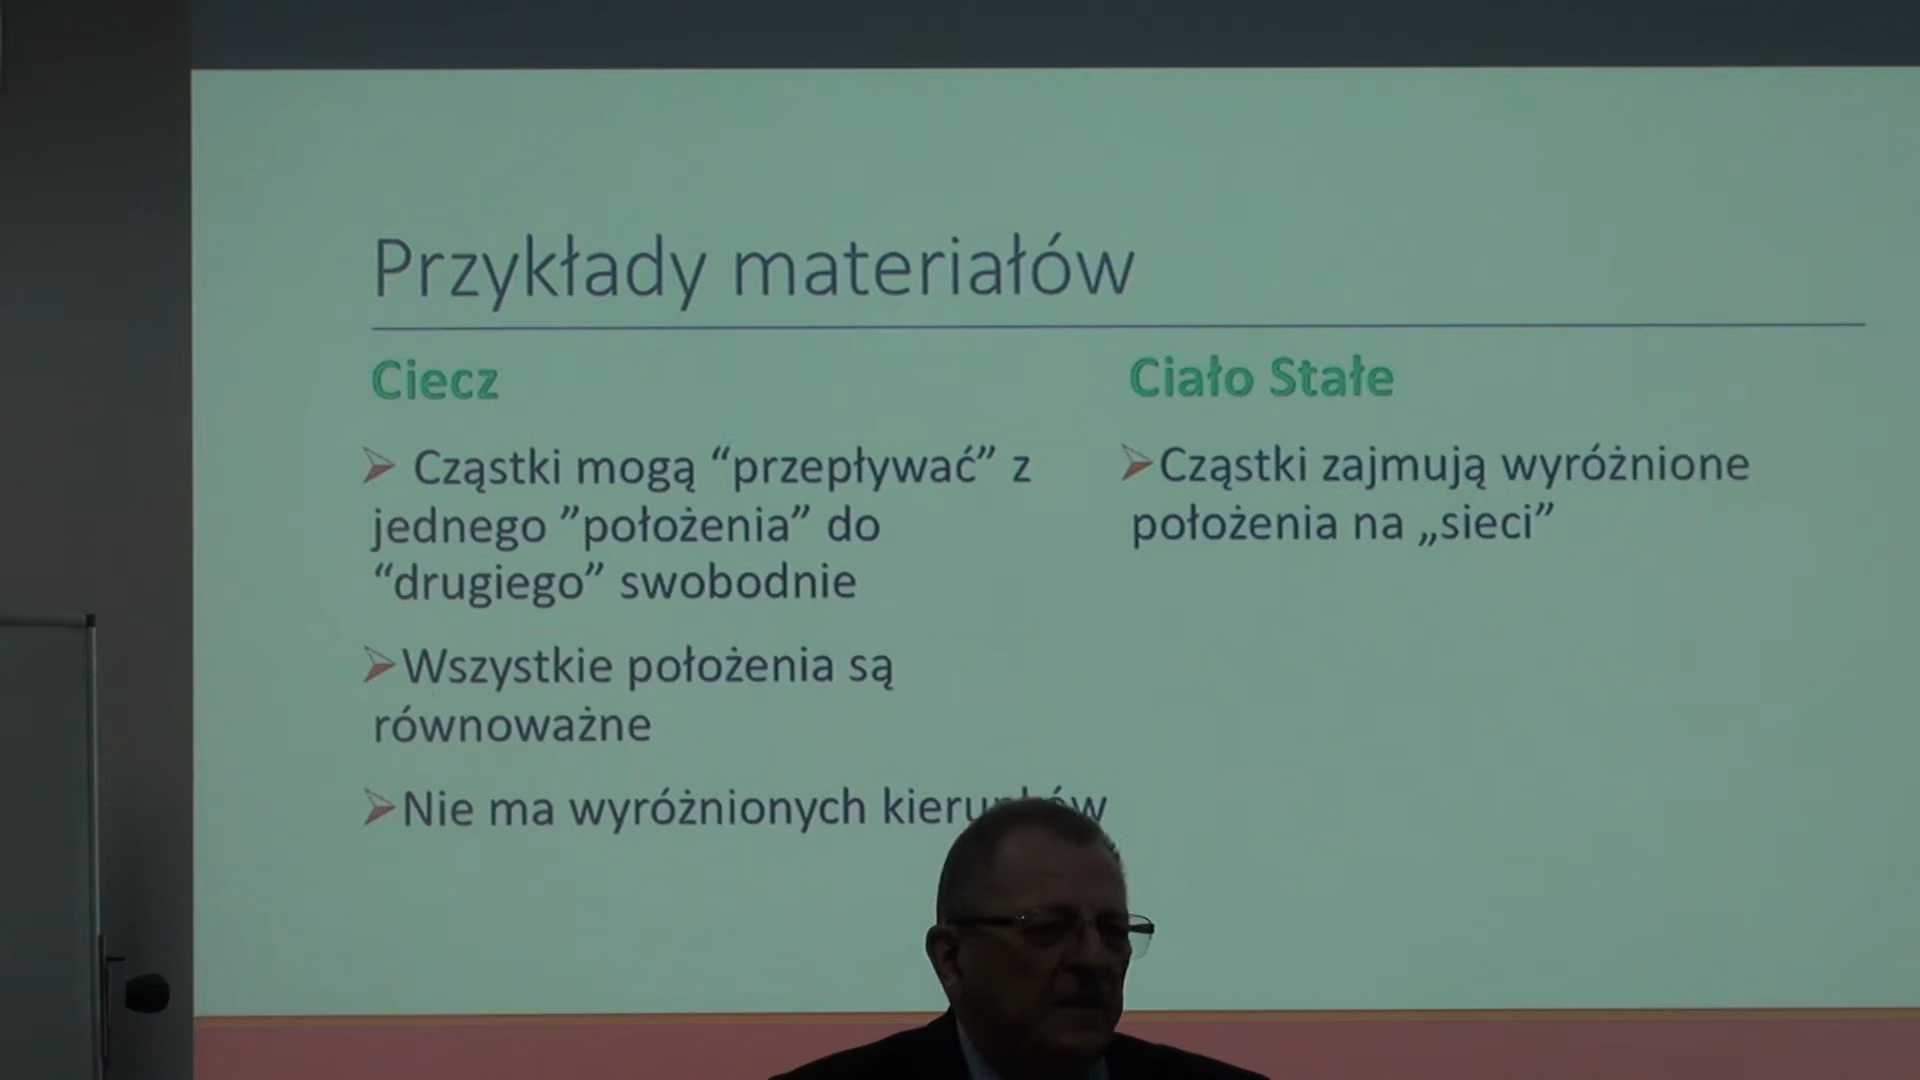 Przykłady materiałów
Ciecz
Cząstki mogą “przepływać” z
jednego ”położenia” do
“drugiego” swobodnie
Wszystkie położenia są
równoważne
Nie ma wyróżnionych kierunków
Ciało Stałe
Cząstki zajmują wyróżnione
położenia na „sieci”